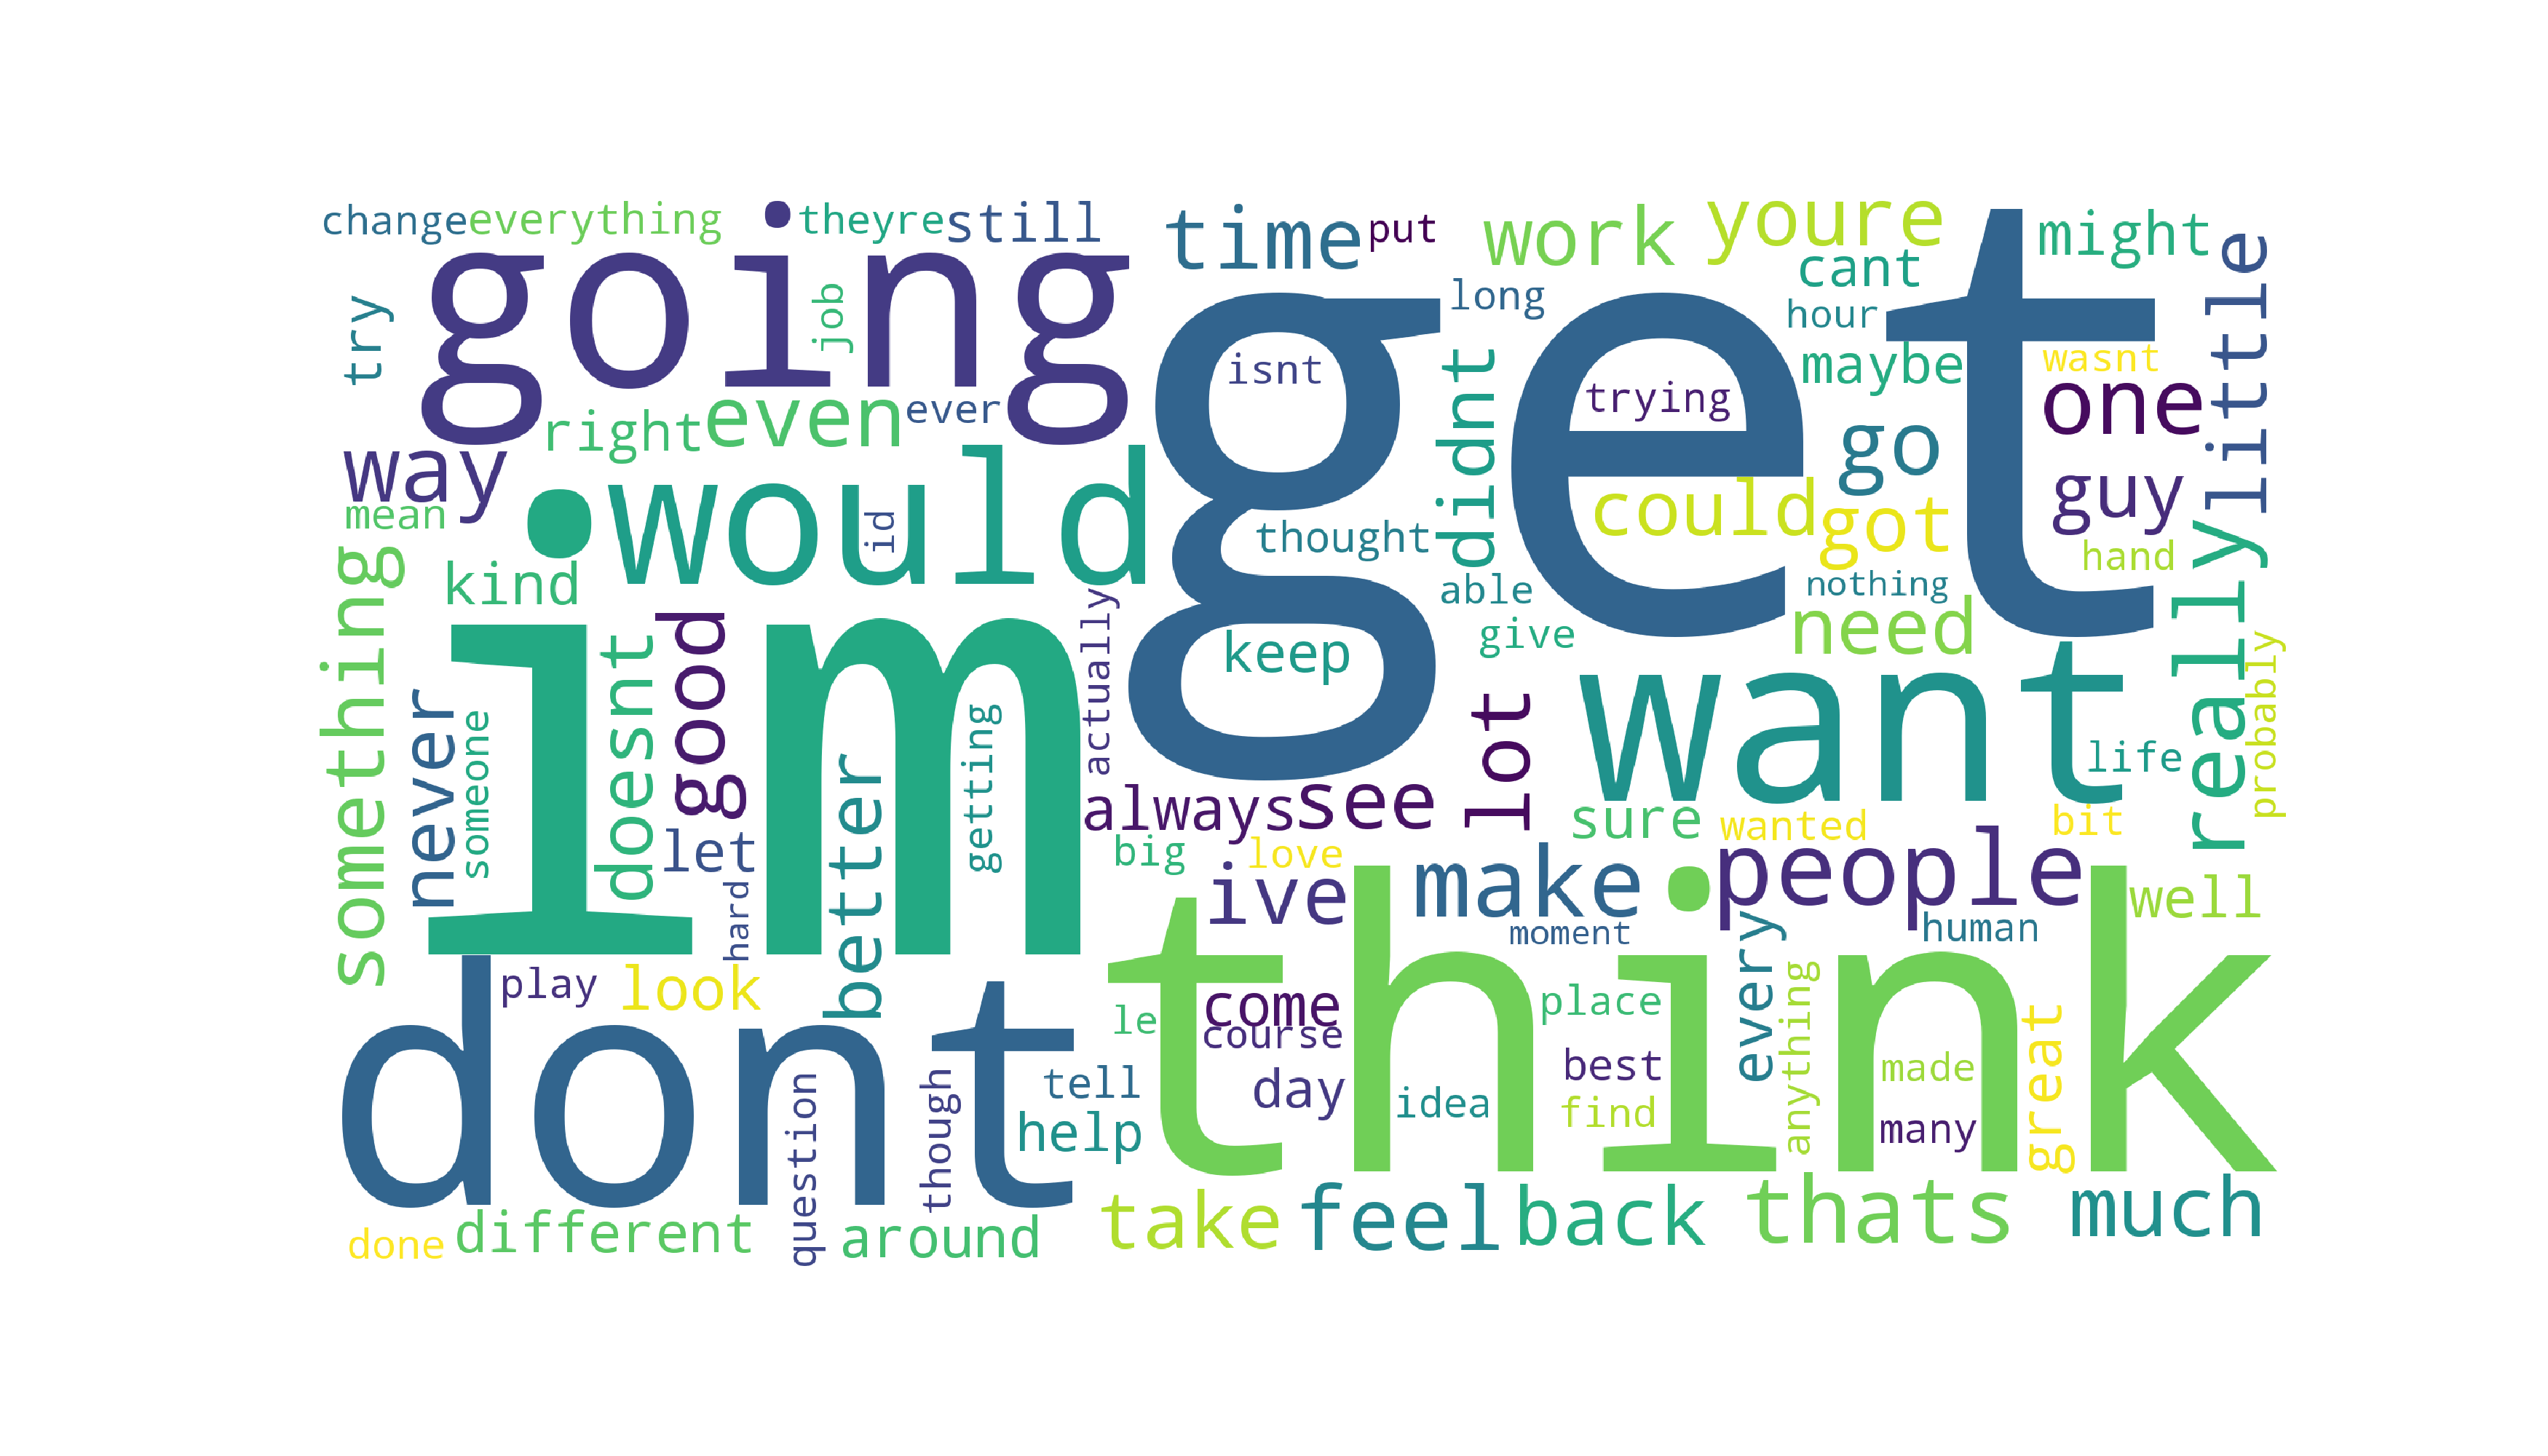 change
everything
theyre
still
time
put
work
youre
might
going
get
cant
little
try
job
long
hour
isnt
maybe
wasnt
didnt
trying
one
right
even
ever
way
would
go
guy
mean
id
thought
could
got
hand
something
kind
able
nothing
really
im
good
doesnt
actually
keep
give
need
want
probably
never
someone
getting
lot
life
better
let
always
see
sure
wanted
bit
big
love
hard
ive
make
people
well
moment
human
think
every
play
look
come
place
anything
great
dont
le
course
tell
day
idea
best
find
made
many
question
though
help
done
different
around
take
feel
back
thats
much